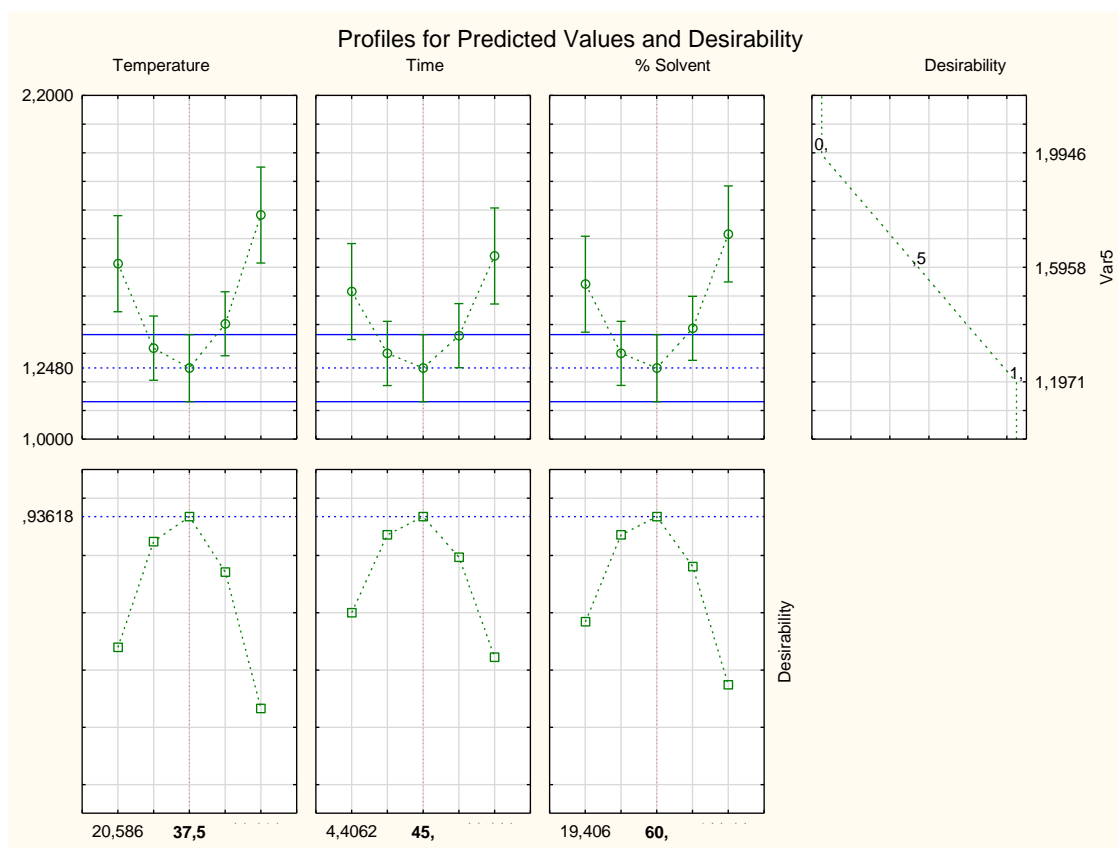 Profiles for Predicted Values and Desirability
Temperature
Time
% Solvent
Desirability
2,2000
1,2480
1,0000
0,
,5
1,
1,9946
1,5958
1,1971
Var5
,93618
Desirability
20,586
37,5
4,4062
45,
19,406
60,